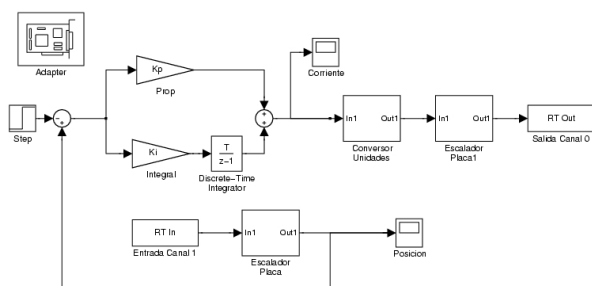 Adapter
Kp
Prop
Corriente
Step
−
+
+
+
In1
Out1
Conversor
Unidades
In1
Out1
Escalador
Placa1
RT Out
Salida Canal 0
Ki
Integral
T
z−1
Discrete−Time
Integrator
RT In
Entrada Canal 1
In1
Out1
Escalador
Placa
Posicion